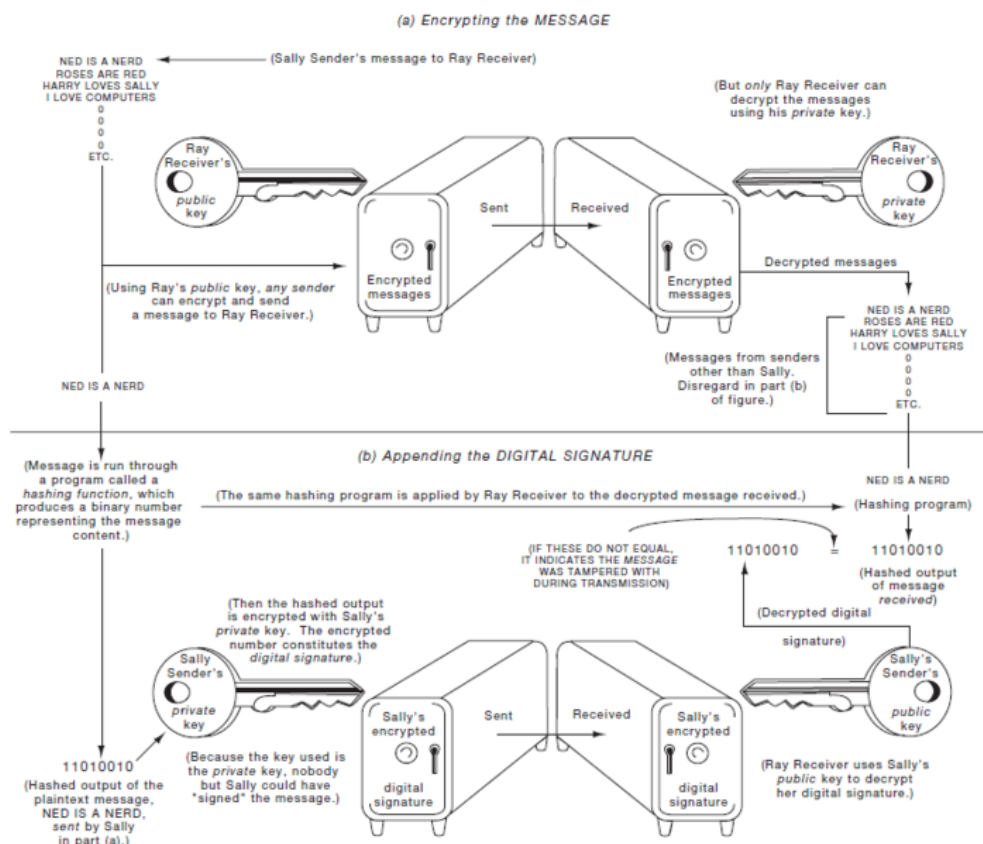 (a) Encrypting the MESSAGE
NED IS A NERD
ROSES ARE RED
HARRY LOVES SALLY
I LOVE COMPUTERS
0
0
0
0
ETC.
(Sally Sender's message to Ray Receiver)
(But only Ray Receiver can
decrypt the messages
using his private key.)
Ray
Receiver's
public
key
Sent
Received
Ray
Receiver's
private
key
Encrypted
messages
Encrypted
messages
(Using Ray's public key, any sender
can encrypt and send
a message to Ray Receiver.)
Decrypted messages
NED IS A NERD
ROSES ARE RED
HARRY LOVES SALLY
I LOVE COMPUTERS
0
0
0
0
ETC.
(Messages from senders
other than Sally.
Disregard in part (b)
of figure.)
NED IS A NERD
(b) Appending the DIGITAL SIGNATURE
(Message is run through
a program called a
hashing function, which
produces a binary number
representing the message
content.)
(The same hashing program is applied by Ray Receiver to the decrypted message received.)
NED IS A NERD
(Hashing program)
(IF THESE DO NOT EQUAL,
IT INDICATES THE MESSAGE
WAS TAMPERED WITH
DURING TRANSMISSION)
11010010 = 11010010
(Hashed output
of message
received)
(Decrypted digital
signature)
(Then the hashed output
is encrypted with Sally's
private key. The encrypted
number constitutes the
digital signature.)
Sally
Sender's
private
key
Sent
Received
Sally's
Sender's
public
key
Sally's
encrypted
digital
signature
Sally's
encrypted
digital
signature
(Because the key used is
the private key, nobody
but Sally could have
"signed" the message.)
(Ray Receiver uses Sally's
public key to decrypt
her digital signature.)
11010010
(Hashed output of the
plaintext message,
NED IS A NERD,
sent by Sally
in part (a).)